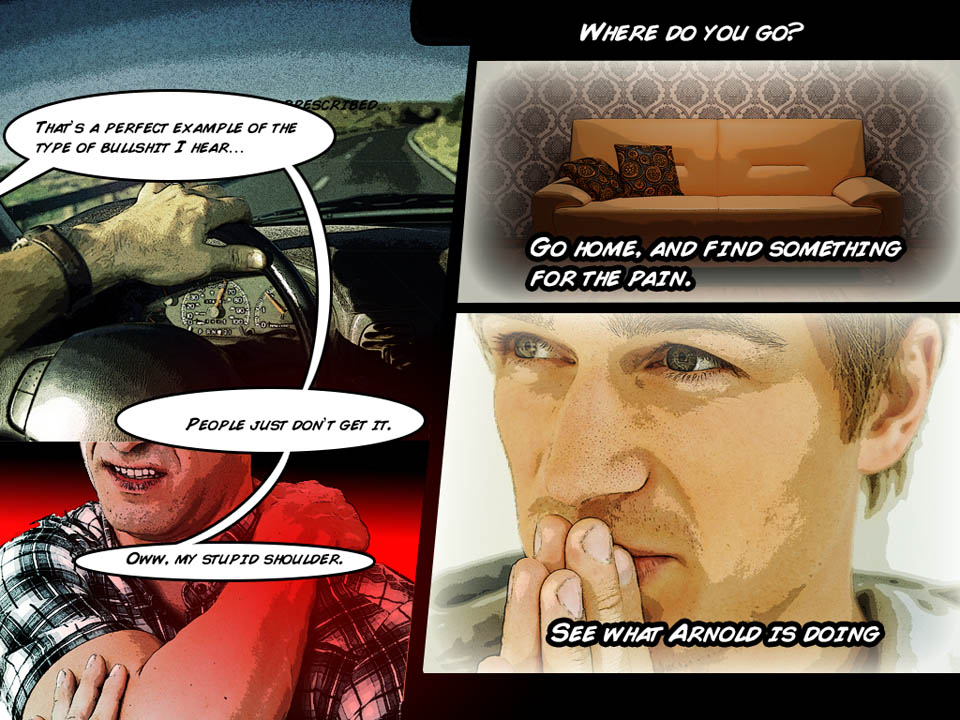 prescribed...
That's a perfect example of the
type of bullshit I hear...
People just don't get it.
Oww, my stupid shoulder.
Where do you go?
Go home, and find something
for the pain.
See what Arnold is doing